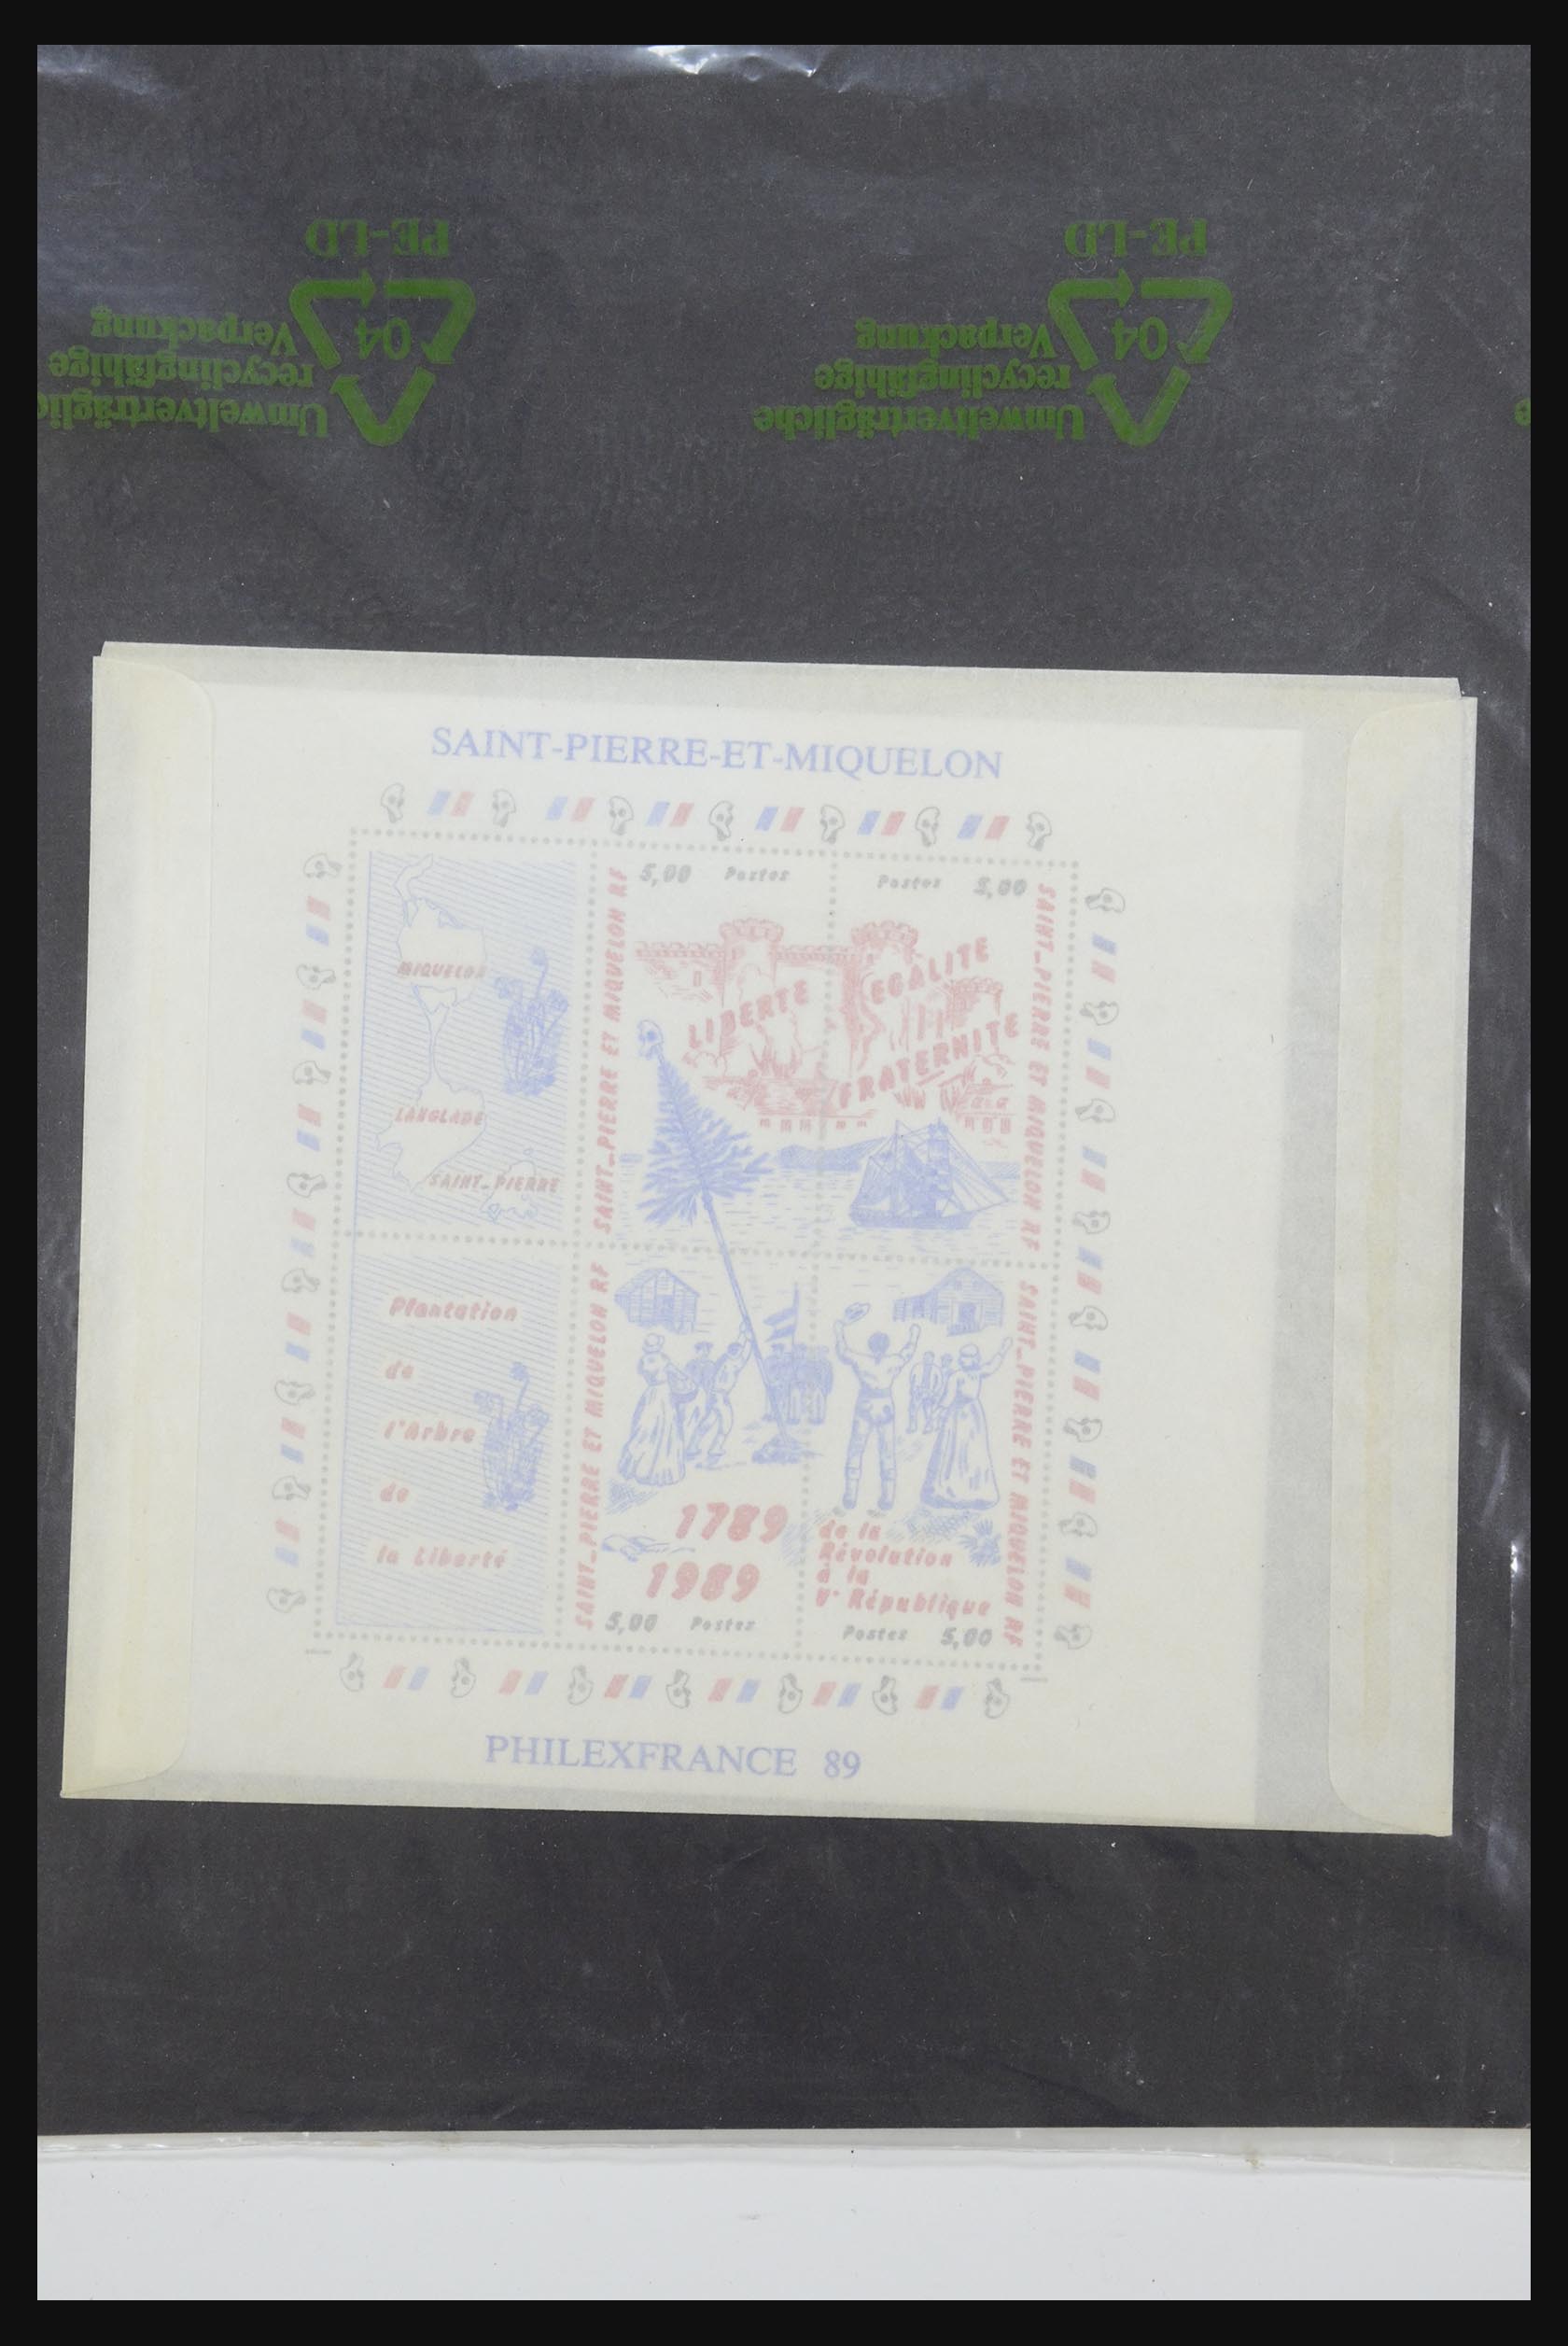 PE-LD
04
Umweltverträglic
recyclingfähige
Verpackung
PE-LD
04
Umweltverträgliche
recyclingfähige
Verpackung
e
SAINT-PIERRE-ET-MIQUELON
MIQUELON
LANGLADE
SAINT-PIERRE
5,00 Postes
SAINT-PIERRE ET MIQUELON RF
LIBERTE
Postes 5,00
SAINT-PIERRE ET MIQUELON RF
EGALITE
FRATERNITE
Plantation
de
l'Arbre
de
la Liberté
SAINT-PIERRE ET MIQUELON RF
1789
1989
5,00 Postes
SAINT-PIERRE ET MIQUELON RF
de la
Révolution
à la
Ve République
Postes 5,00
PHILEXFRANCE 89